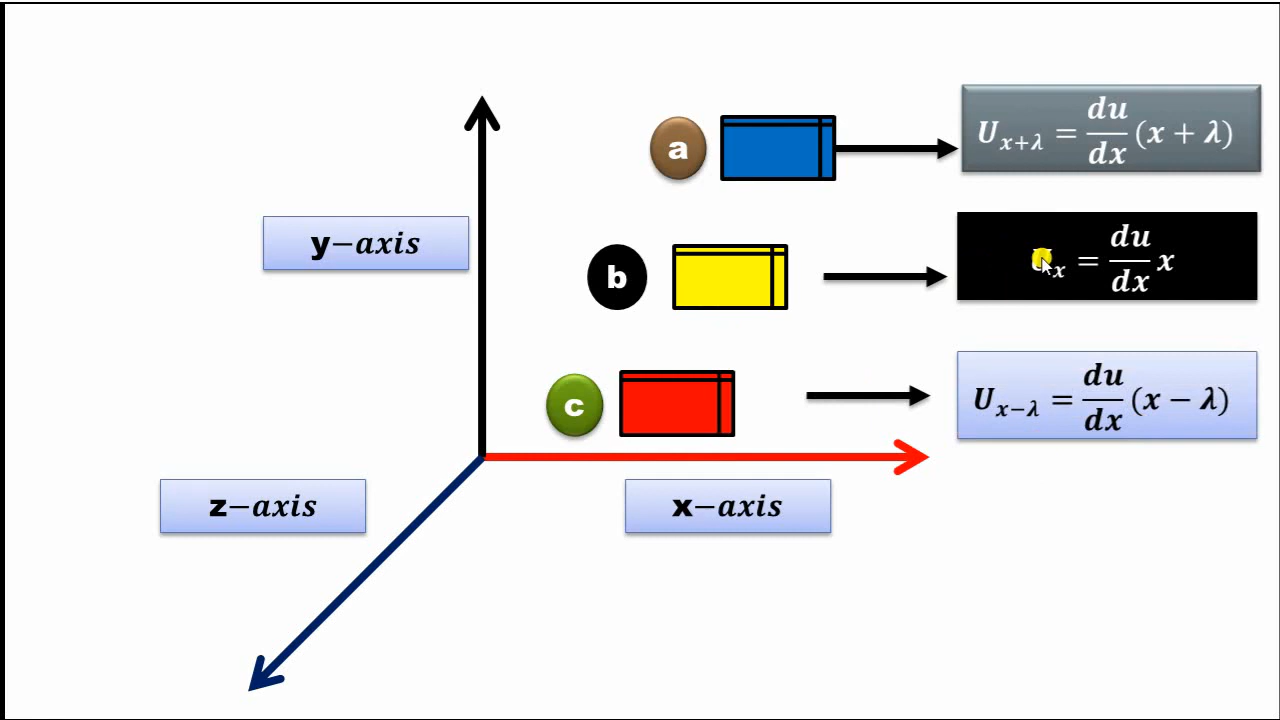 a
U_{x+λ} = du/dx (x + λ)
y-axis
b
x = du/dx x
c
U_{x-λ} = du/dx (x − λ)
z-axis
x-axis